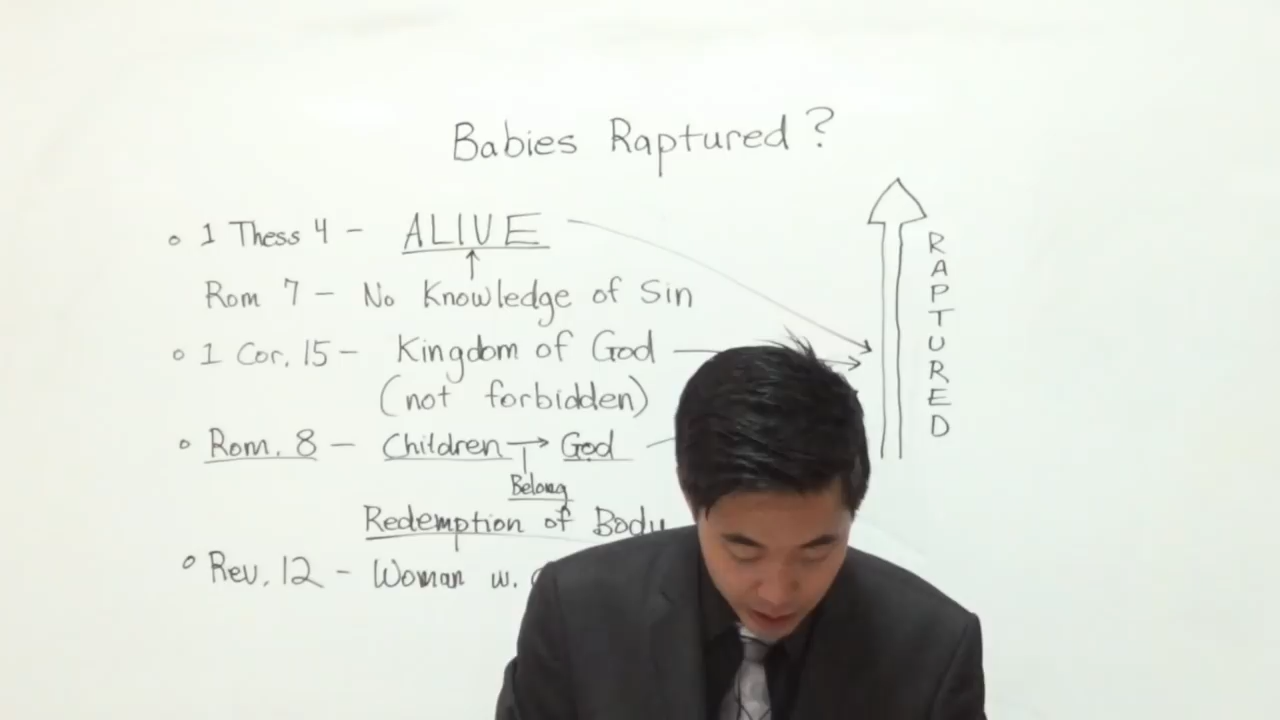 Babies Raptured?
1 Thess 4 - ALIVE
Rom 7 - No Knowledge of Sin
1 Cor. 15 - Kingdom of God
(not forbidden)
Rom. 8 - Children → God
Belong
Redemption of Body
Rev. 12 - Woman w.
RAPTURED